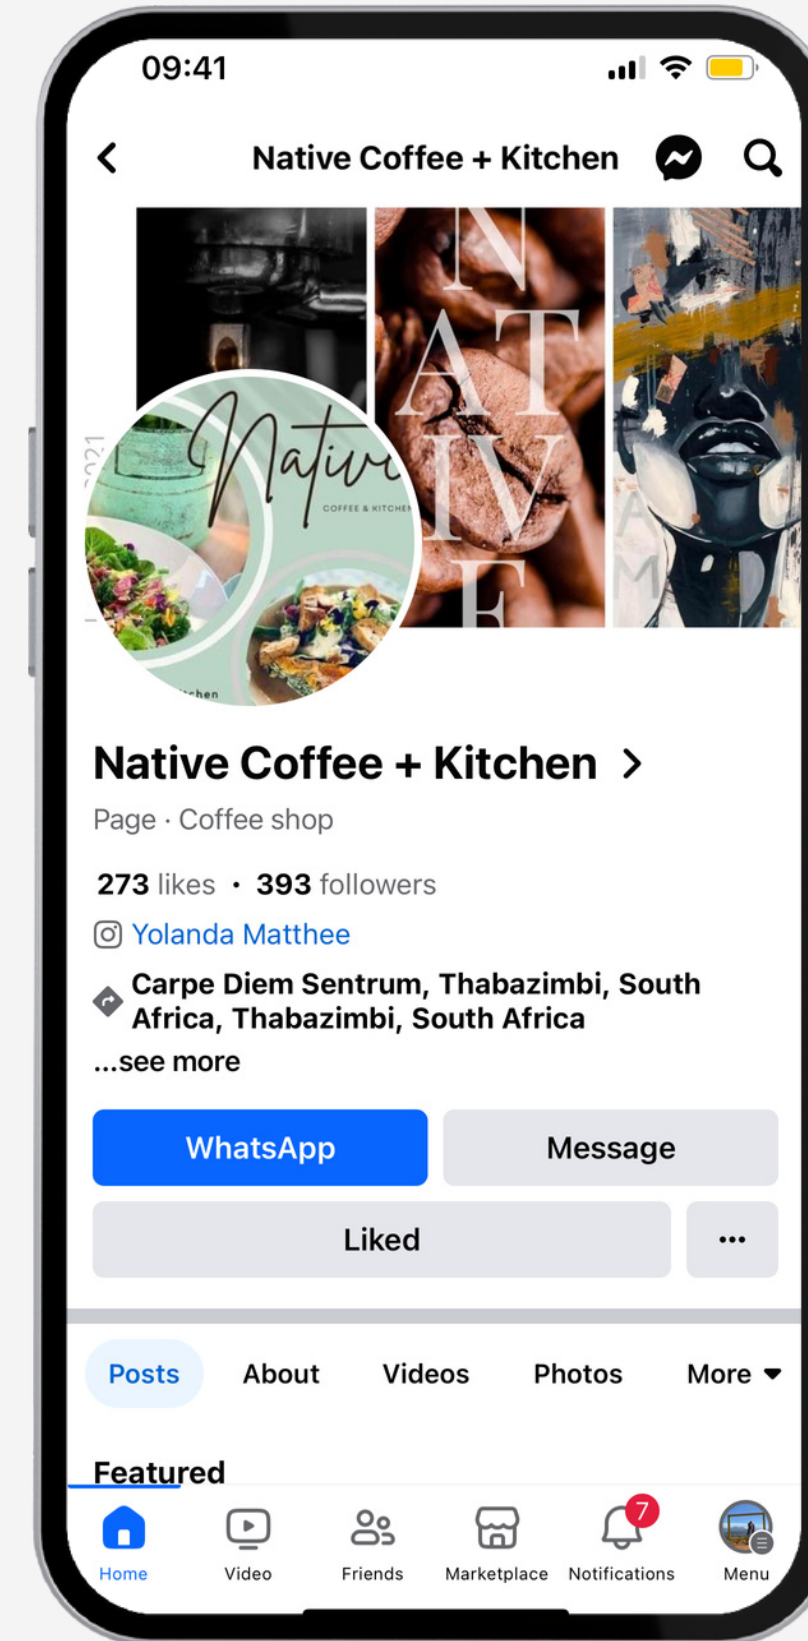 09:41
Native Coffee + Kitchen
N
AT
IV
E
2021
A
M
Native
COFFEE & KITCHEN
Native Coffee + Kitchen
Page · Coffee shop
273 likes · 393 followers
Yolanda Matthee
Carpe Diem Sentrum, Thabazimbi, South
Africa, Thabazimbi, South Africa
...see more
WhatsApp
Message
Liked
...
Posts
About
Videos
Photos
More
Featured
7
Home
Video
Friends
Marketplace
Notifications
Menu